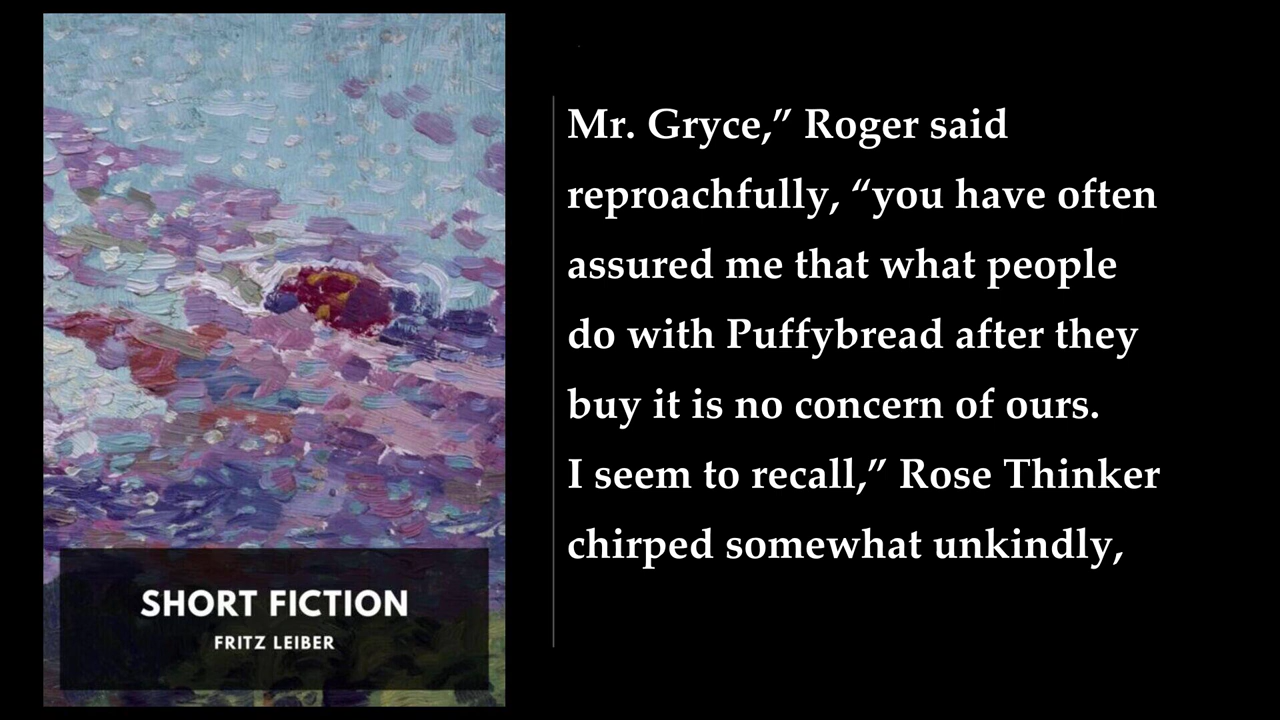 SHORT FICTION
FRITZ LEIBER
Mr. Gryce,” Roger said
reproachfully, “you have often
assured me that what people
do with Puffybread after they
buy it is no concern of ours.
I seem to recall,” Rose Thinker
chirped somewhat unkindly,